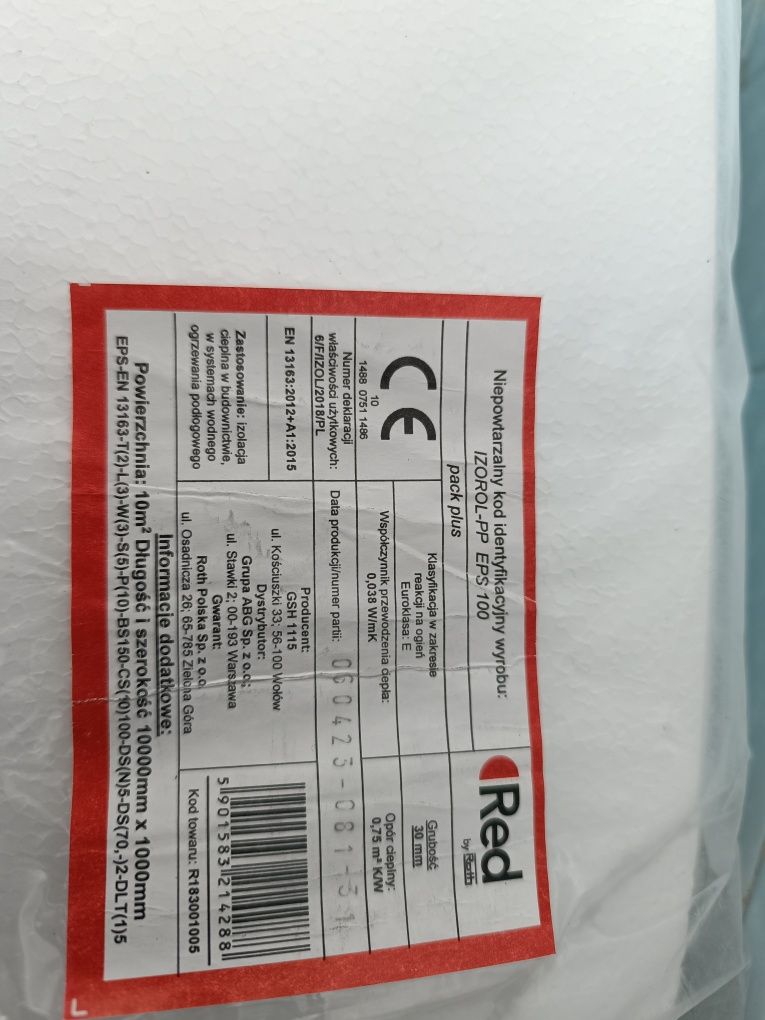 Niepowtarzalny kod identyfikacyjny wyrobu:
IZOROL-PP EPS 100
pack plus
Red
by Roth
CE
10
1488 0751 1486
Klasyfikacja w zakresie
reakcji na ogień
Euroklasa: E
Grubość
30 mm
Współczynnik przewodzenia ciepła:
0,038 W/mK
Opór cieplny:
0,75 m² K/W
Numer deklaracji
właściwości użytkowych:
6/F/IZOL/2018/PL
Data produkcji/numer partii:
060423-081-31
EN 13163:2012+A1:2015
Producent:
GSH 1115
ul. Kościuszki 33; 56-100 Wołów
Dystrybutor:
Grupa ABG Sp. z o.o.;
ul. Stawki 2; 00-193 Warszawa
Gwarant:
Roth Polska Sp. z o.o.
ul. Osadnicza 26; 65-785 Zielona Góra
Zastosowanie: izolacja
cieplna w budownictwie,
w systemach wodnego
ogrzewania podłogowego
5901583214288
Kod towaru: R183001005
Informacje dodatkowe:
Powierzchnia: 10m² Długość i szerokość 10000mm x 1000mm
EPS-EN 13163-T(2)-L(3)-W(3)-S(5)-P(10)-BS150-CS(10)100-DS(N)5-DS(70,-)2-DLT(1)5